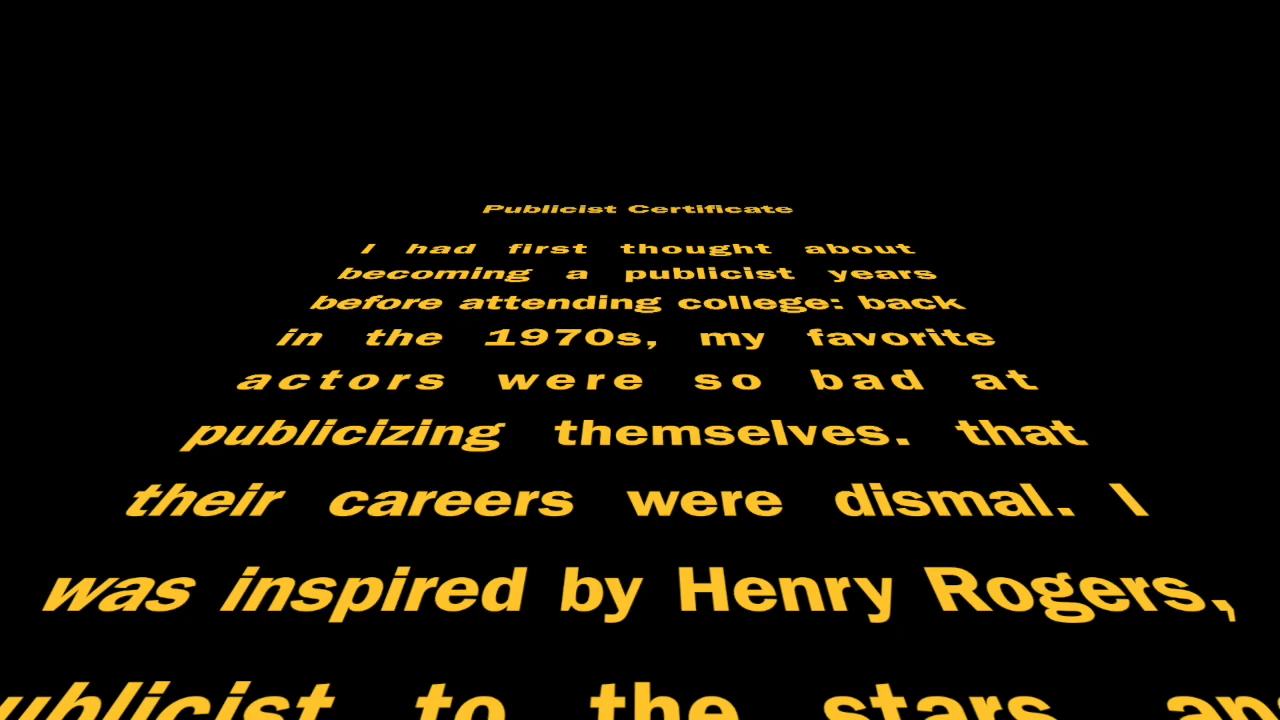 Publicist Certificate
I had first thought about
becoming a publicist years
before attending college: back
in the 1970s, my favorite
actors were so bad at
publicizing themselves. that
their careers were dismal. I
was inspired by Henry Rogers,
to the stars